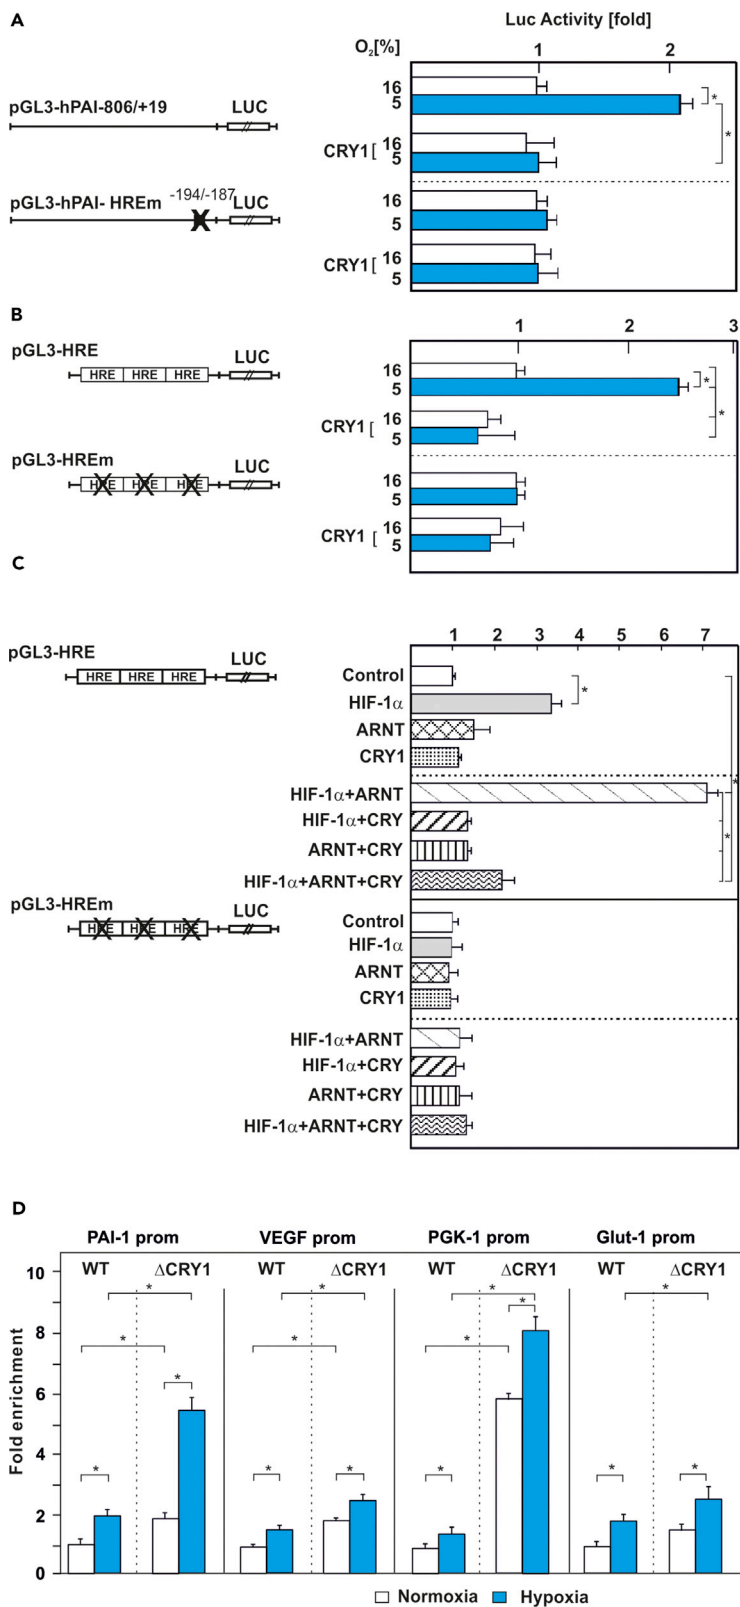 A
Luc Activity [fold]
O2[%] 1 2
pGL3-hPAI-806/+19 LUC
16
5
*
*
CRY1 [ 16
5
-194/-187
pGL3-hPAI- HREm LUC
16
5
CRY1 [ 16
5
B
1 2 3
pGL3-HRE
LUC
HRE HRE HRE
16
5
*
*
CRY1 [ 16
5
pGL3-HREm
LUC
HRE HRE HRE
16
5
CRY1 [ 16
5
C
1 2 3 4 5 6 7
pGL3-HRE
LUC
HRE HRE HRE
Control
*
HIF-1α
ARNT
CRY1
*
HIF-1α+ARNT
HIF-1α+CRY
*
ARNT+CRY
HIF-1α+ARNT+CRY
pGL3-HREm
LUC
HRE HRE HRE
Control
HIF-1α
ARNT
CRY1
HIF-1α+ARNT
HIF-1α+CRY
ARNT+CRY
HIF-1α+ARNT+CRY
D
PAI-1 prom VEGF prom PGK-1 prom Glut-1 prom
WT ΔCRY1 WT ΔCRY1 WT ΔCRY1 WT ΔCRY1
Fold enrichment
10
8
6
4
2
0
* * * *
* * * *
*
* * * * * *
Normoxia Hypoxia